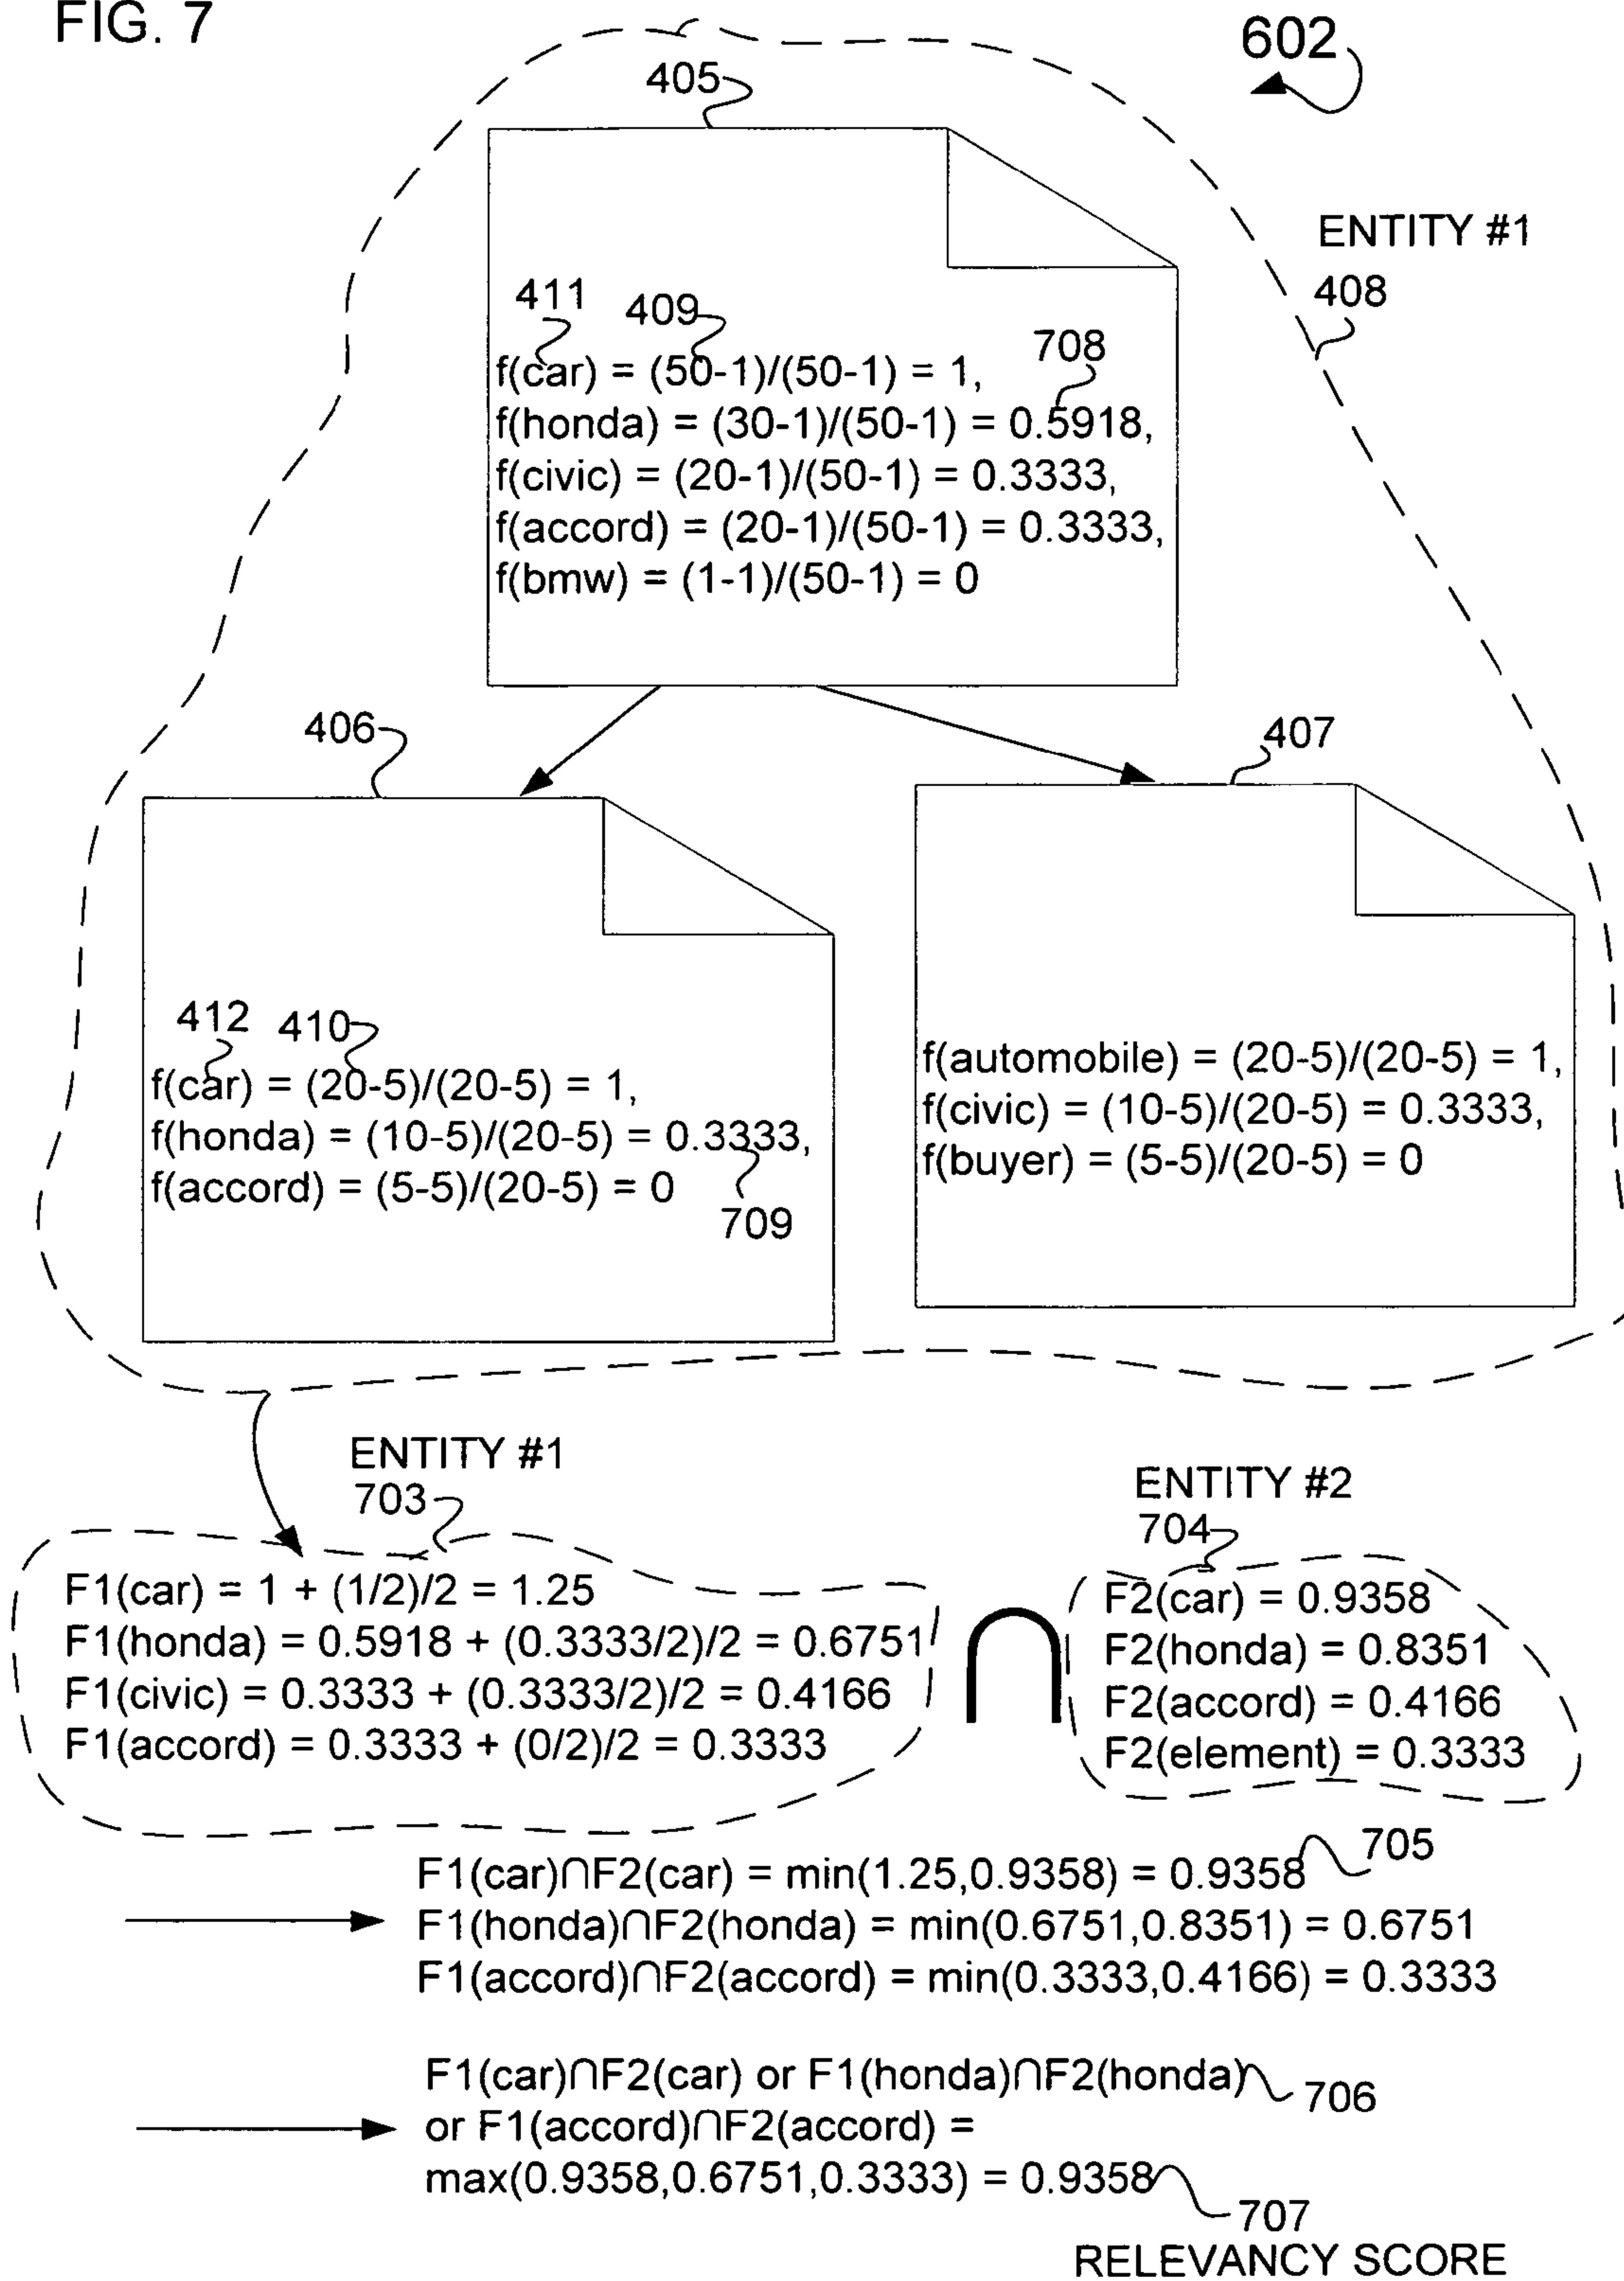 FIG. 7
602
405
ENTITY #1
408
411
409
708
f(car) = (50-1)/(50-1) = 1,
f(honda) = (30-1)/(50-1) = 0.5918,
f(civic) = (20-1)/(50-1) = 0.3333,
f(accord) = (20-1)/(50-1) = 0.3333,
f(bmw) = (1-1)/(50-1) = 0
406
407
412
410
f(car) = (20-5)/(20-5) = 1,
f(honda) = (10-5)/(20-5) = 0.3333,
f(accord) = (5-5)/(20-5) = 0
709
f(automobile) = (20-5)/(20-5) = 1,
f(civic) = (10-5)/(20-5) = 0.3333,
f(buyer) = (5-5)/(20-5) = 0
ENTITY #1
703
F1(car) = 1 + (1/2)/2 = 1.25
F1(honda) = 0.5918 + (0.3333/2)/2 = 0.6751
F1(civic) = 0.3333 + (0.3333/2)/2 = 0.4166
F1(accord) = 0.3333 + (0/2)/2 = 0.3333
∩
ENTITY #2
704
F2(car) = 0.9358
F2(honda) = 0.8351
F2(accord) = 0.4166
F2(element) = 0.3333
705
F1(car)∩F2(car) = min(1.25,0.9358) = 0.9358
F1(honda)∩F2(honda) = min(0.6751,0.8351) = 0.6751
F1(accord)∩F2(accord) = min(0.3333,0.4166) = 0.3333
F1(car)∩F2(car) or F1(honda)∩F2(honda)
706
or F1(accord)∩F2(accord) =
max(0.9358,0.6751,0.3333) = 0.9358
707
RELEVANCY SCORE